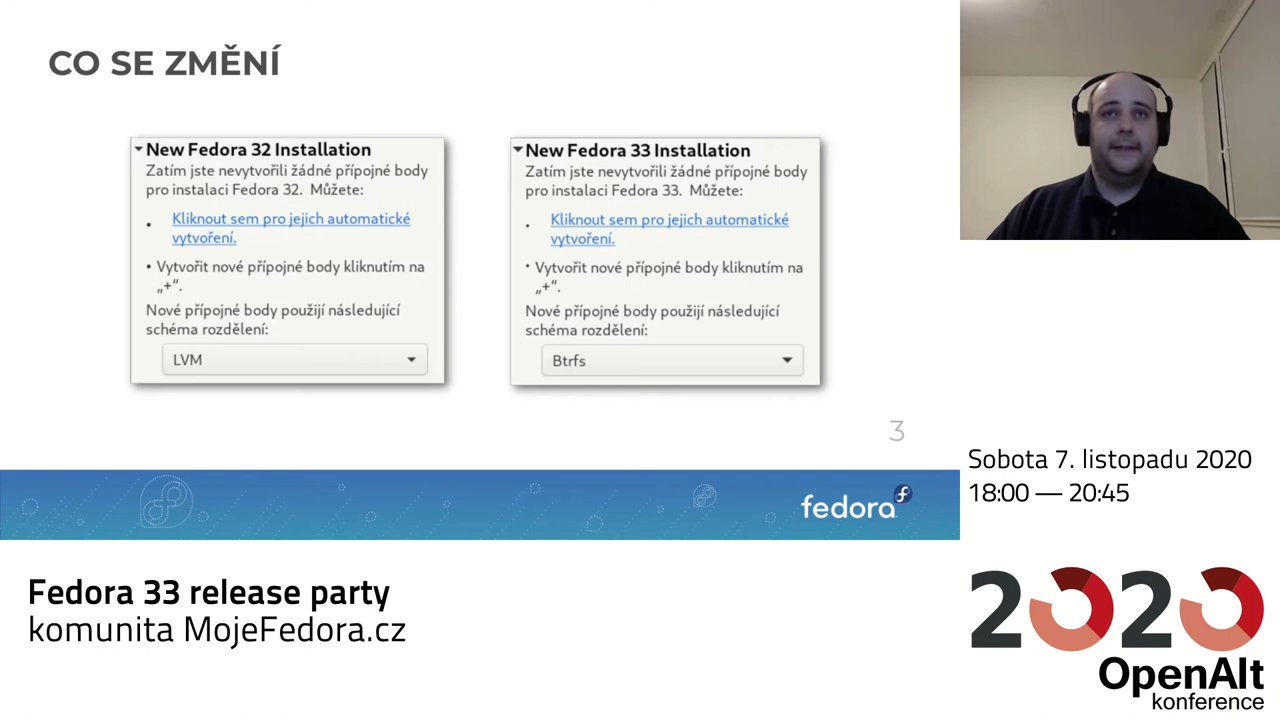 CO SE ZMĚNÍ
New Fedora 32 Installation
Zatím jste nevytvořili žádné přípojné body
pro instalaci Fedora 32. Můžete:
• Kliknout sem pro jejich automatické
vytvoření.
• Vytvořit nové přípojné body kliknutím na
„+“.
Nové přípojné body použijí následující
schéma rozdělení:
LVM
New Fedora 33 Installation
Zatím jste nevytvořili žádné přípojné body
pro instalaci Fedora 33. Můžete:
• Kliknout sem pro jejich automatické
vytvoření.
• Vytvořit nové přípojné body kliknutím na
„+“.
Nové přípojné body použijí následující
schéma rozdělení:
Btrfs
3
fedora
Sobota 7. listopadu 2020
18:00 — 20:45
Fedora 33 release party
komunita MojeFedora.cz
2020
OpenAlt
konference